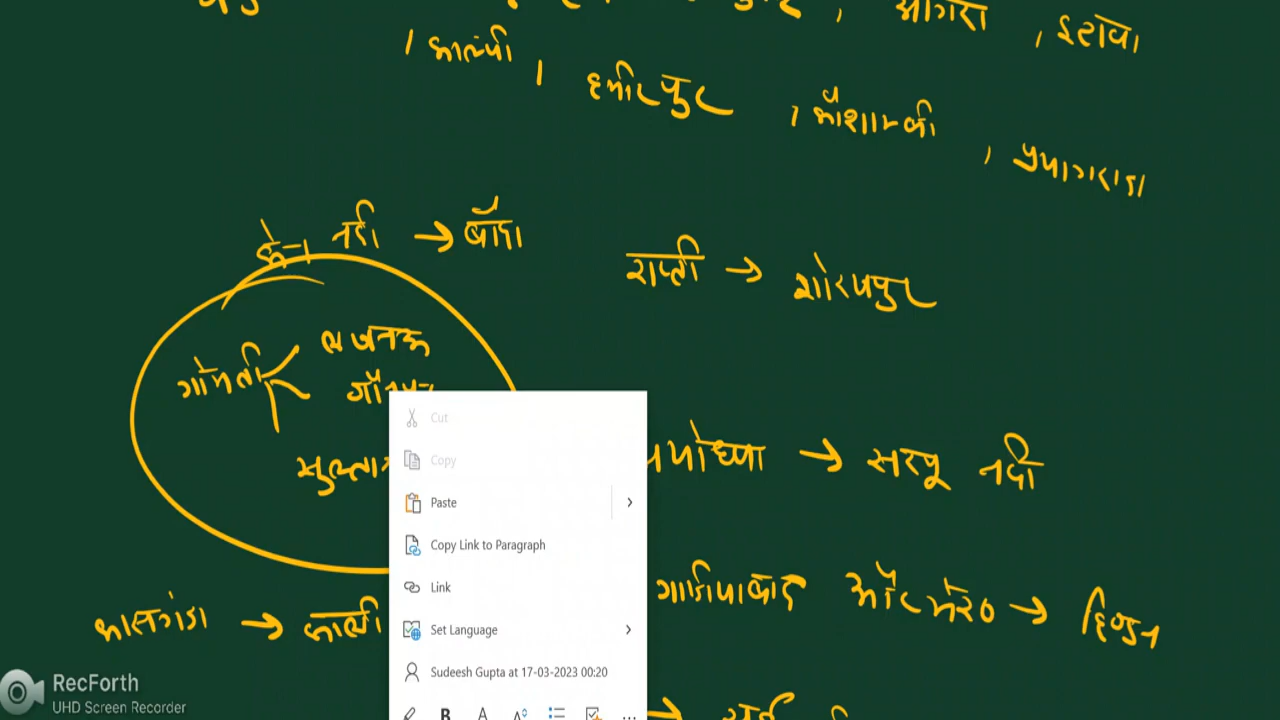 , आगरा , इटावा
, काल्पी , हमीरपुर , कौशाम्बी , प्रयागराज
केन नदी → बाँदा
राप्ती → गोरखपुर
गोमती
लखनऊ
अयोध्या → सरयू नदी
कासगंज → काली
गाजियाबाद और मेरठ → हिण्डन
Cut
Copy
Paste
Copy Link to Paragraph
Link
Set Language
Sudeesh Gupta at 17-03-2023 00:20
B A A ...
RecForth
UHD Screen Recorder